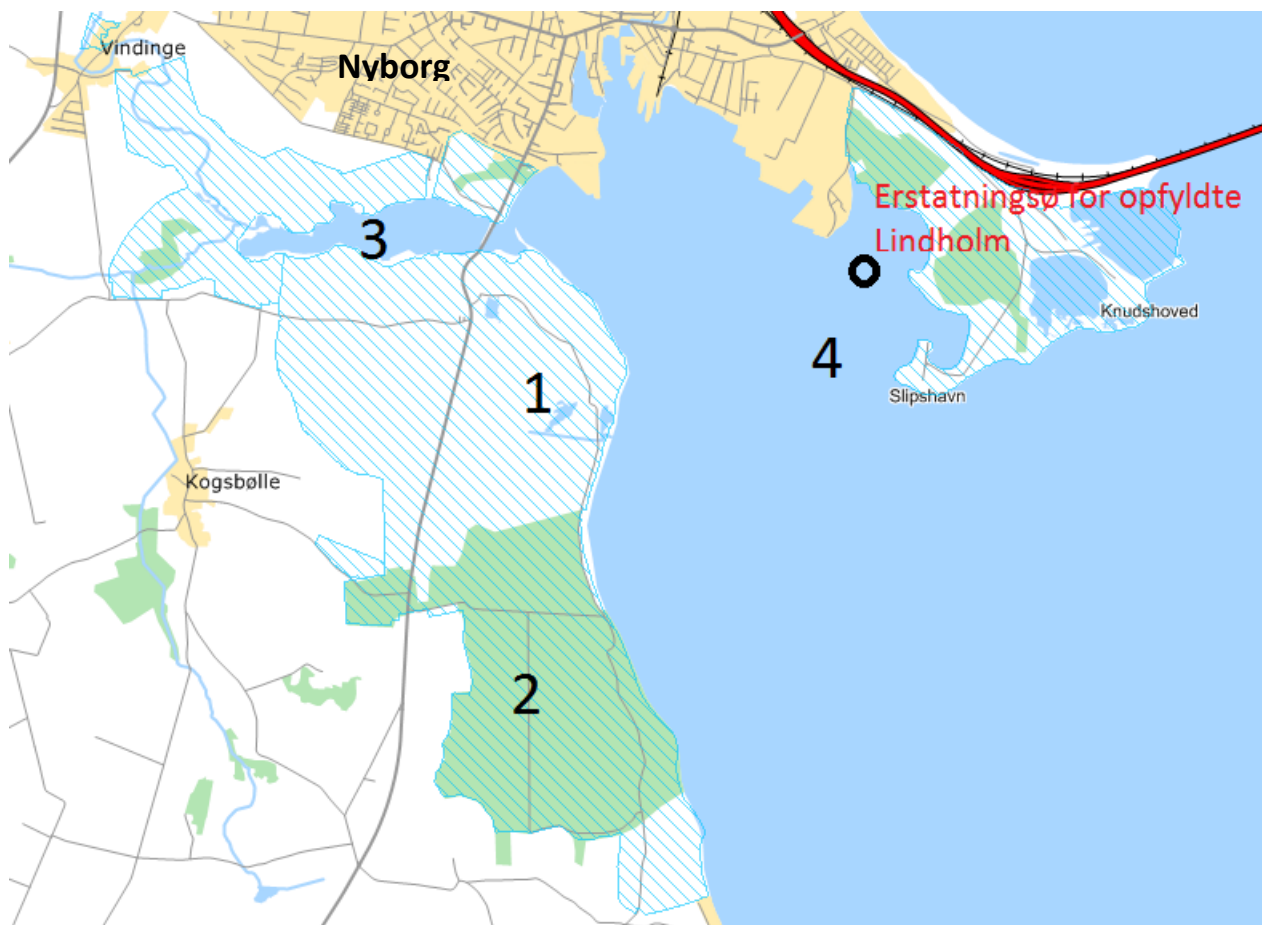 Vindinge
Nyborg
Erstatningsø for opfyldte
Lindholm
3
Knudshoved
4
1
Slipshavn
Kogsbølle
2